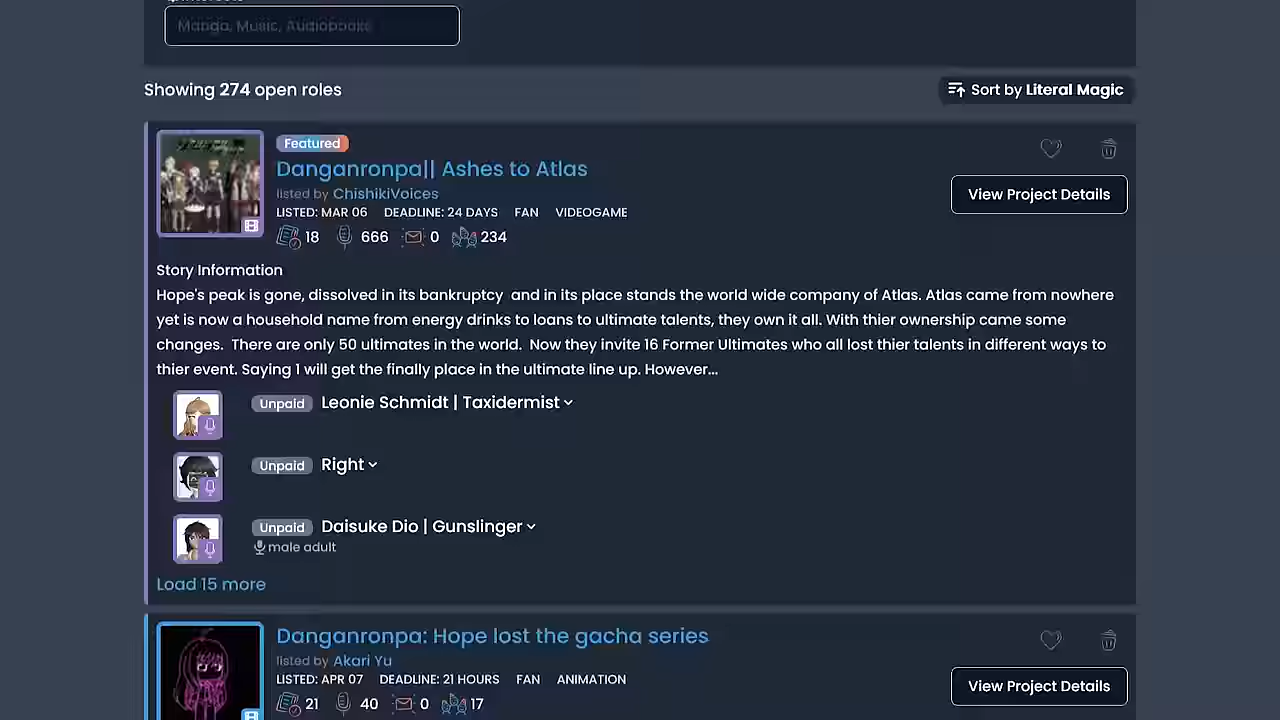 Manga, Music, Audiobooks
Showing 274 open roles
Sort by Literal Magic
Featured
Danganronpa|| Ashes to Atlas
listed by ChishikiVoices
LISTED: MAR 06 DEADLINE: 24 DAYS FAN VIDEOGAME
18 666 0 234
View Project Details
Story Information
Hope's peak is gone, dissolved in its bankruptcy  and in its place stands the world wide company of Atlas. Atlas came from nowhere
yet is now a household name from energy drinks to loans to ultimate talents, they own it all. With thier ownership came some
changes.  There are only 50 ultimates in the world.  Now they invite 16 Former Ultimates who all lost thier talents in different ways to
thier event. Saying 1 will get the finally place in the ultimate line up. However...
Unpaid Leonie Schmidt | Taxidermist
Unpaid Right
Unpaid Daisuke Dio | Gunslinger
male adult
Load 15 more
Danganronpa: Hope lost the gacha series
listed by Akari Yu
LISTED: APR 07 DEADLINE: 21 HOURS FAN ANIMATION
21 40 0 17
View Project Details